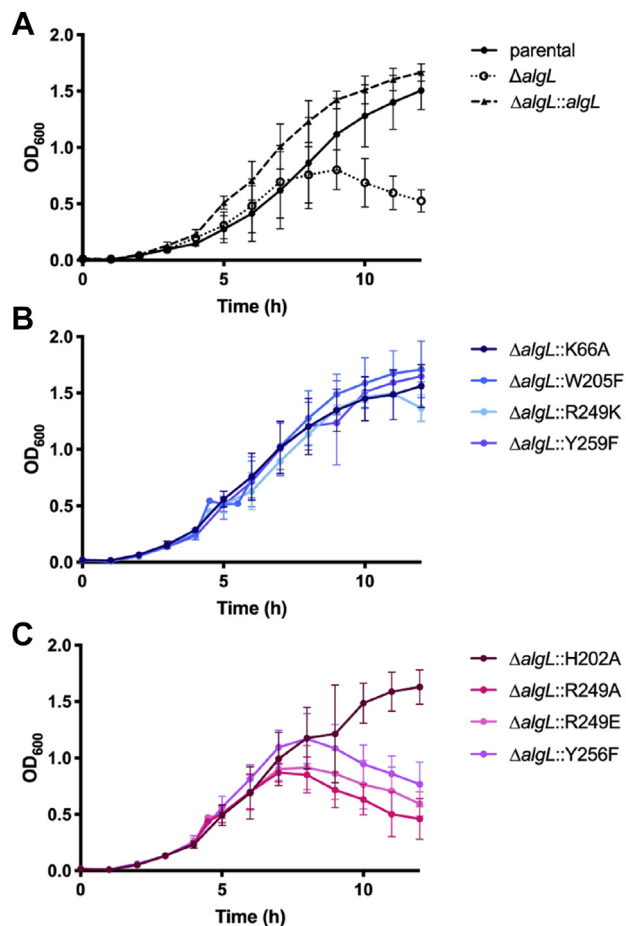 A
2.0
1.5
1.0
0.5
0.0
OD600
0 5 10
Time (h)
parental
ΔalgL
ΔalgL::algL
B
2.0
1.5
1.0
0.5
0.0
OD600
0 5 10
Time (h)
ΔalgL::K66A
ΔalgL::W205F
ΔalgL::R249K
ΔalgL::Y259F
C
2.0
1.5
1.0
0.5
0.0
OD600
0 5 10
Time (h)
ΔalgL::H202A
ΔalgL::R249A
ΔalgL::R249E
ΔalgL::Y256F